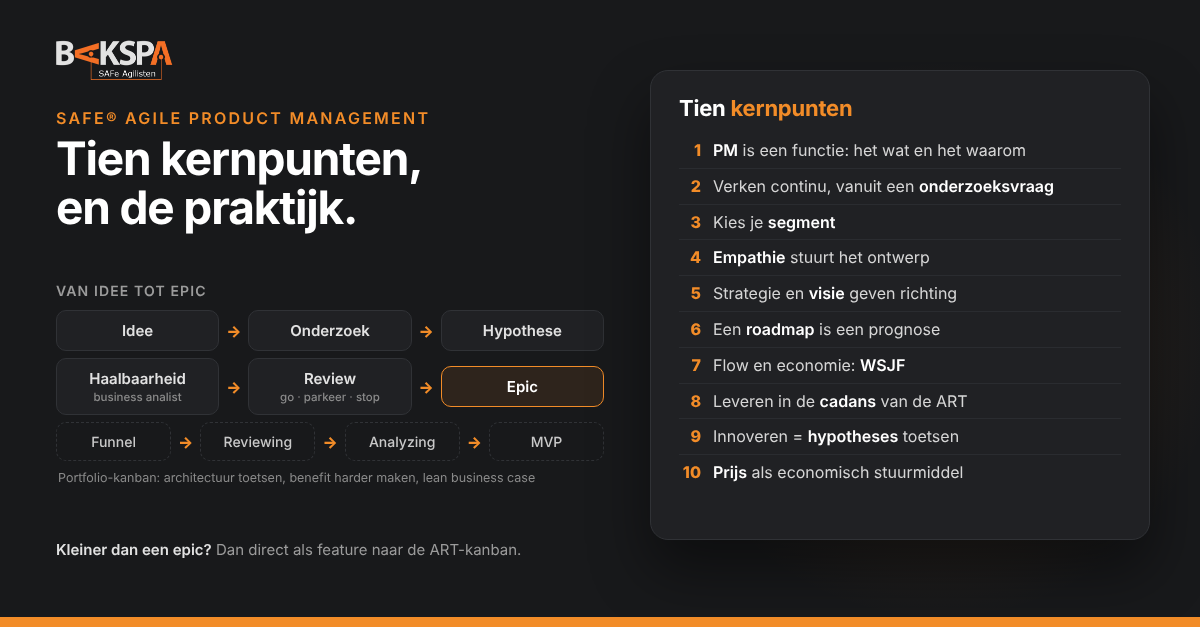 BAKSPA
SAFe Agilisten
SAFE® AGILE PRODUCT MANAGEMENT
Tien kernpunten,
en de praktijk.
VAN IDEE TOT EPIC
Idee → Onderzoek → Hypothese
Haalbaarheid → Review → Epic
business analist
go · parkeer · stop
Funnel → Reviewing → Analyzing → MVP
Portfolio-kanban: architectuur toetsen, benefit harder maken, lean business case
Kleiner dan een epic? Dan direct als feature naar de ART-kanban.
Tien kernpunten
1 PM is een functie: het wat en het waarom
2 Verken continu, vanuit een onderzoeksvraag
3 Kies je segment
4 Empathie stuurt het ontwerp
5 Strategie en visie geven richting
6 Een roadmap is een prognose
7 Flow en economie: WSJF
8 Leveren in de cadans van de ART
9 Innoveren = hypotheses toetsen
10 Prijs als economisch stuurmiddel